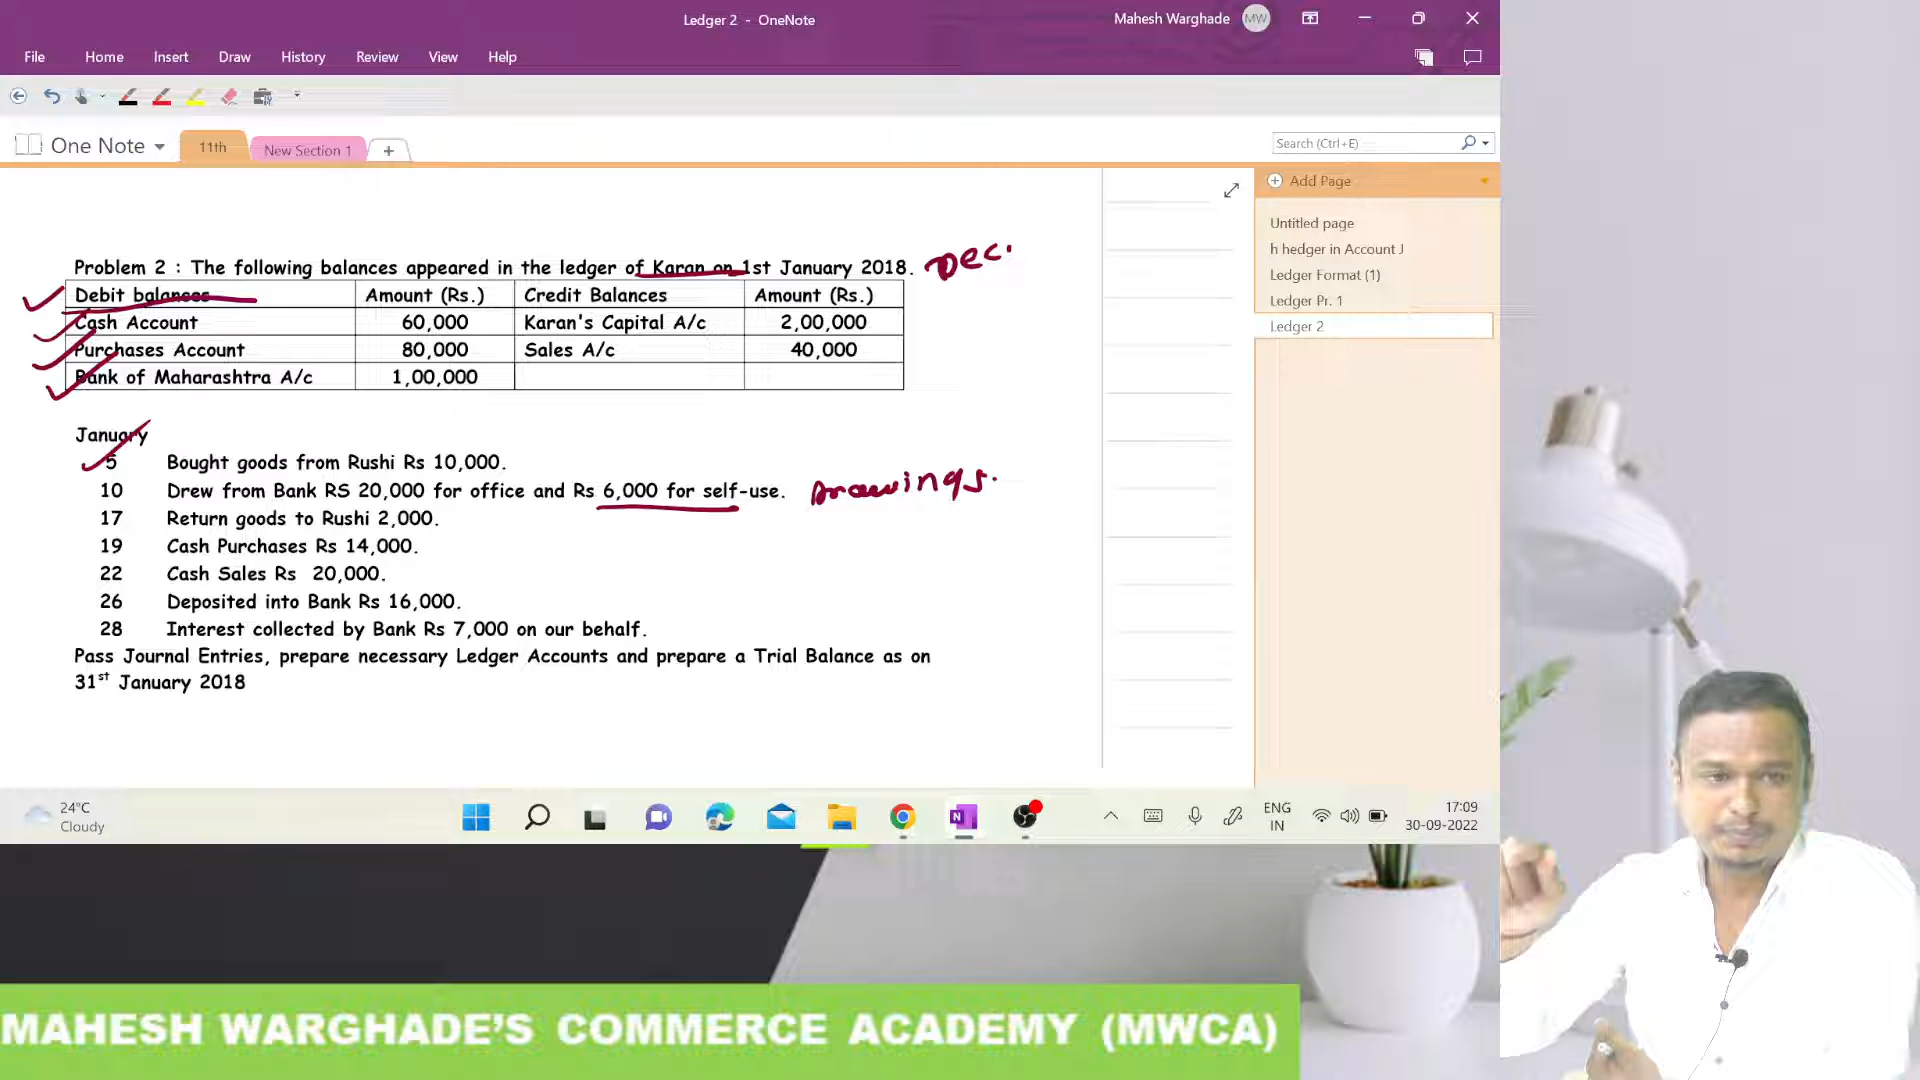 Ledger 2 - OneNote
Mahesh Warghade MW
File Home Insert Draw History Review View Help
One Note 11th New Section 1 +
Search (Ctrl+E)
Add Page
Untitled page
h hedger in Account J
Ledger Format (1)
Ledger Pr. 1
Ledger 2
Problem 2 : The following balances appeared in the ledger of Karan on 1st January 2018. Dec.
Debit balances Amount (Rs.) Credit Balances Amount (Rs.)
Cash Account 60,000 Karan's Capital A/c 2,00,000
Purchases Account 80,000 Sales A/c 40,000
Bank of Maharashtra A/c 1,00,000
January
5 Bought goods from Rushi Rs 10,000.
10 Drew from Bank RS 20,000 for office and Rs 6,000 for self-use. Drawings.
17 Return goods to Rushi 2,000.
19 Cash Purchases Rs 14,000.
22 Cash Sales Rs 20,000.
26 Deposited into Bank Rs 16,000.
28 Interest collected by Bank Rs 7,000 on our behalf.
Pass Journal Entries, prepare necessary Ledger Accounts and prepare a Trial Balance as on
31st January 2018
24°C
Cloudy
ENG
IN
17:09
30-09-2022
MAHESH WARGHADE'S COMMERCE ACADEMY (MWCA)